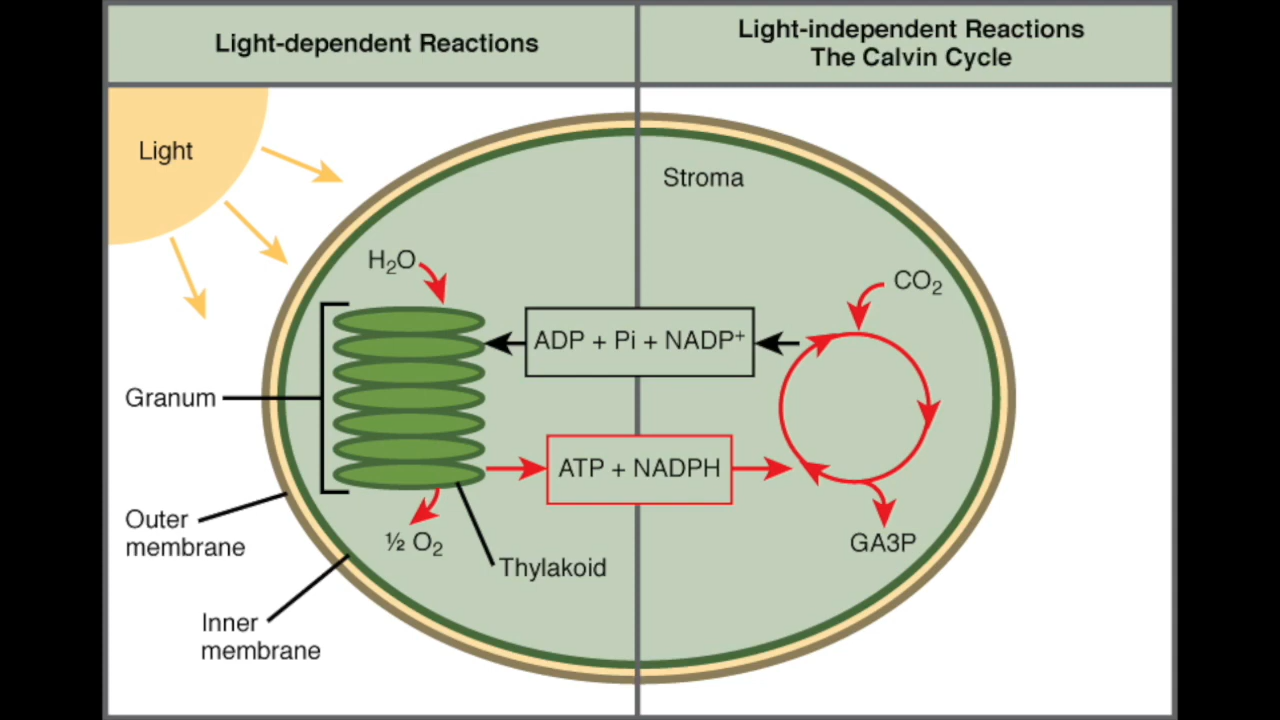 Light-dependent Reactions
Light-independent Reactions
The Calvin Cycle
Light
Stroma
H₂O
CO₂
ADP + Pi + NADP⁺
Granum
ATP + NADPH
Outer
membrane
½ O₂
GA3P
Thylakoid
Inner
membrane